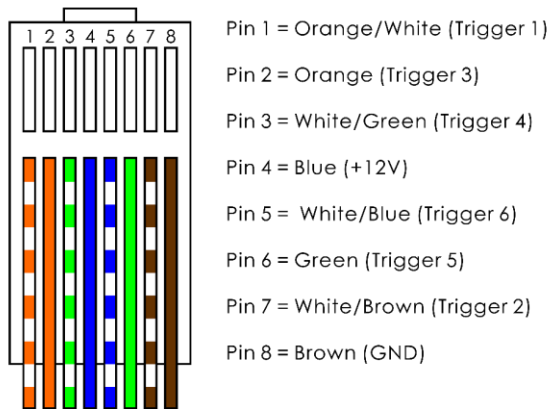 1 2 3 4 5 6 7 8
Pin 1 = Orange/White (Trigger 1)
Pin 2 = Orange (Trigger 3)
Pin 3 = White/Green (Trigger 4)
Pin 4 = Blue (+12V)
Pin 5 = White/Blue (Trigger 6)
Pin 6 = Green (Trigger 5)
Pin 7 = White/Brown (Trigger 2)
Pin 8 = Brown (GND)